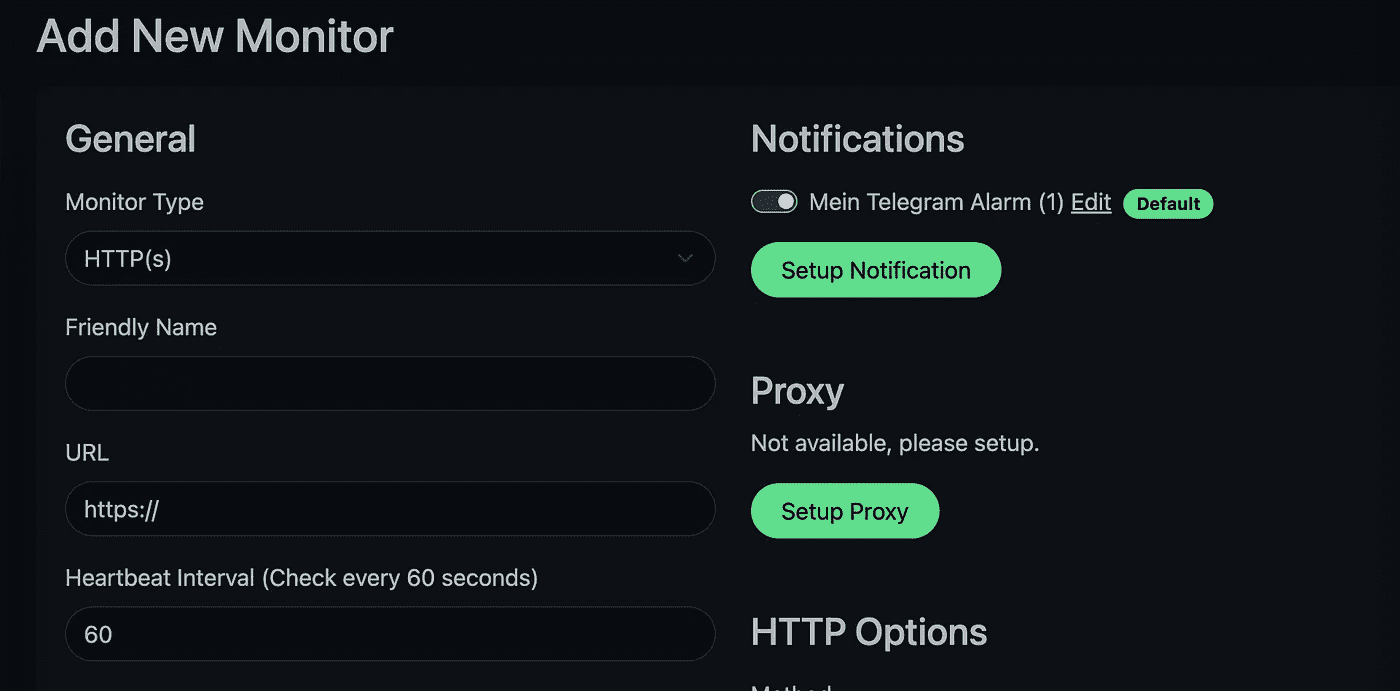 Add New Monitor
General
Monitor Type
HTTP(s)
Friendly Name
URL
https://
Heartbeat Interval (Check every 60 seconds)
60
Notifications
Mein Telegram Alarm (1) Edit Default
Setup Notification
Proxy
Not available, please setup.
Setup Proxy
HTTP Options